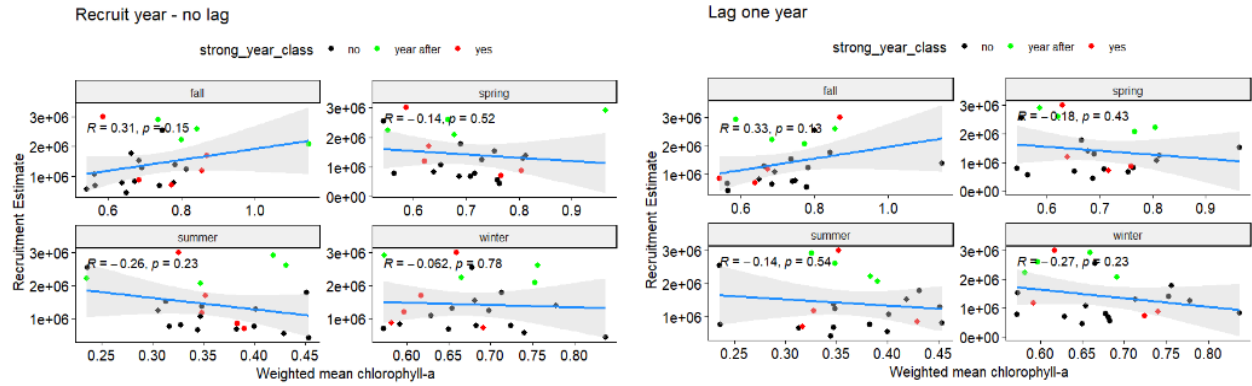 Recruit year - no lag
strong_year_class no year after yes
fall spring
3e+06 3e+06
2e+06 2e+06
1e+06 1e+06
0e+00
R = 0.31, p = 0.15
R = −0.14, p = 0.52
0.6 0.8 1.0
0.6 0.7 0.8 0.9
summer winter
3e+06 3e+06
2e+06 2e+06
1e+06 1e+06
R = −0.26, p = 0.23
R = −0.062, p = 0.78
0.25 0.30 0.35 0.40 0.45
0.60 0.65 0.70 0.75 0.80
Recruitment Estimate
Weighted mean chlorophyll-a
Lag one year
strong_year_class no year after yes
fall spring
3e+06 3e+06
2e+06 2e+06
1e+06 1e+06
0e+00
R = 0.33, p = 0.13
R = −0.18, p = 0.43
0.6 0.8 1.0
0.6 0.7 0.8 0.9
summer winter
3e+06 3e+06
2e+06 2e+06
1e+06 1e+06
R = −0.14, p = 0.54
R = −0.27, p = 0.23
0.25 0.30 0.35 0.40 0.45
0.60 0.65 0.70 0.75 0.80
Recruitment Estimate
Weighted mean chlorophyll-a